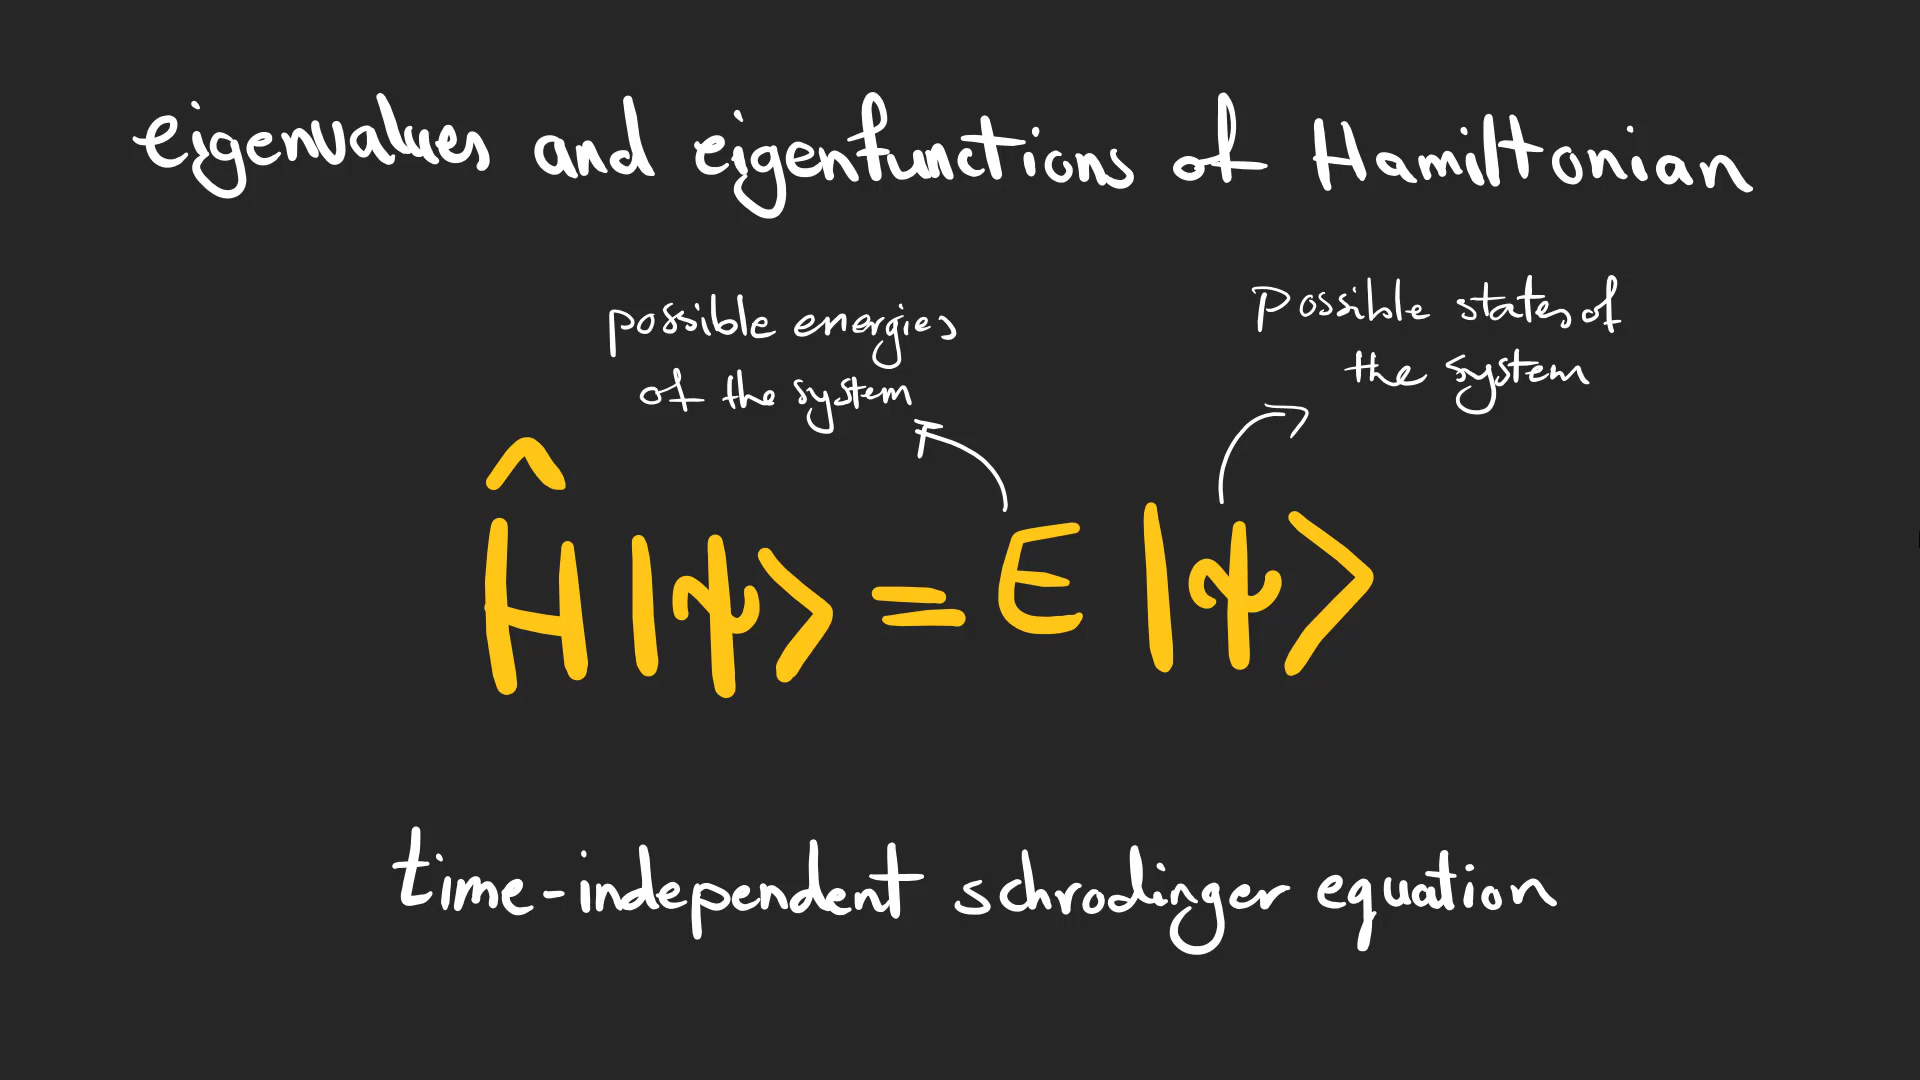 eigenvalues and eigenfunctions of Hamiltonian
possible energies
of the system
Possible states of
the system
Ĥ|ψ> = E|ψ>
time-independent schrodinger equation